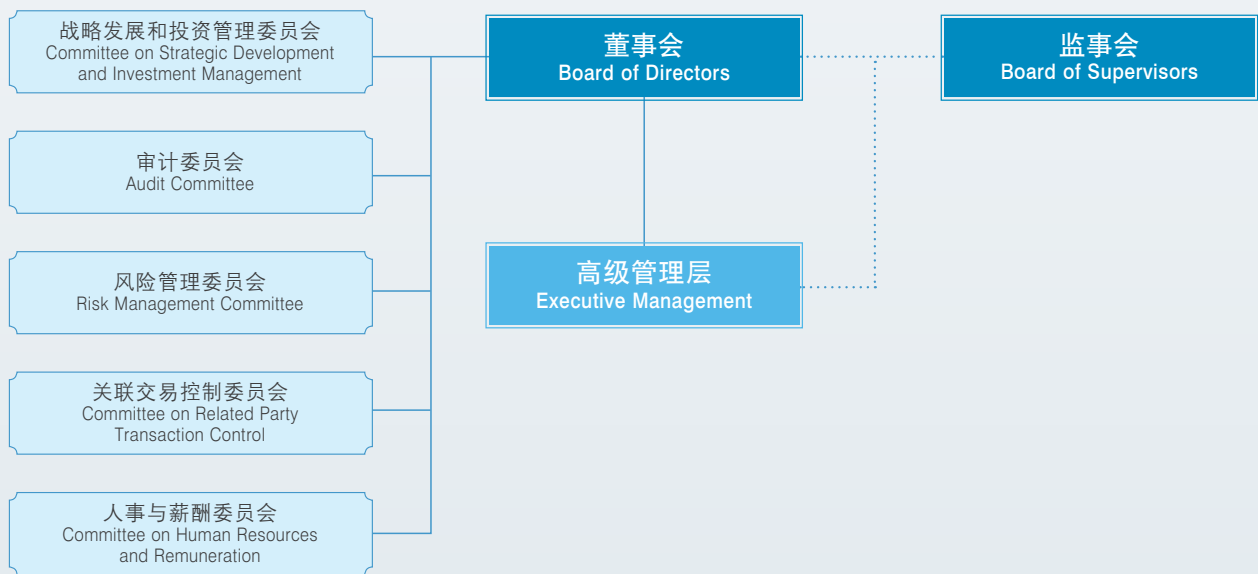 战略发展和投资管理委员会
Committee on Strategic Development
and Investment Management
董事会
Board of Directors
监事会
Board of Supervisors
审计委员会
Audit Committee
风险管理委员会
Risk Management Committee
高级管理层
Executive Management
关联交易控制委员会
Committee on Related Party
Transaction Control
人事与薪酬委员会
Committee on Human Resources
and Remuneration